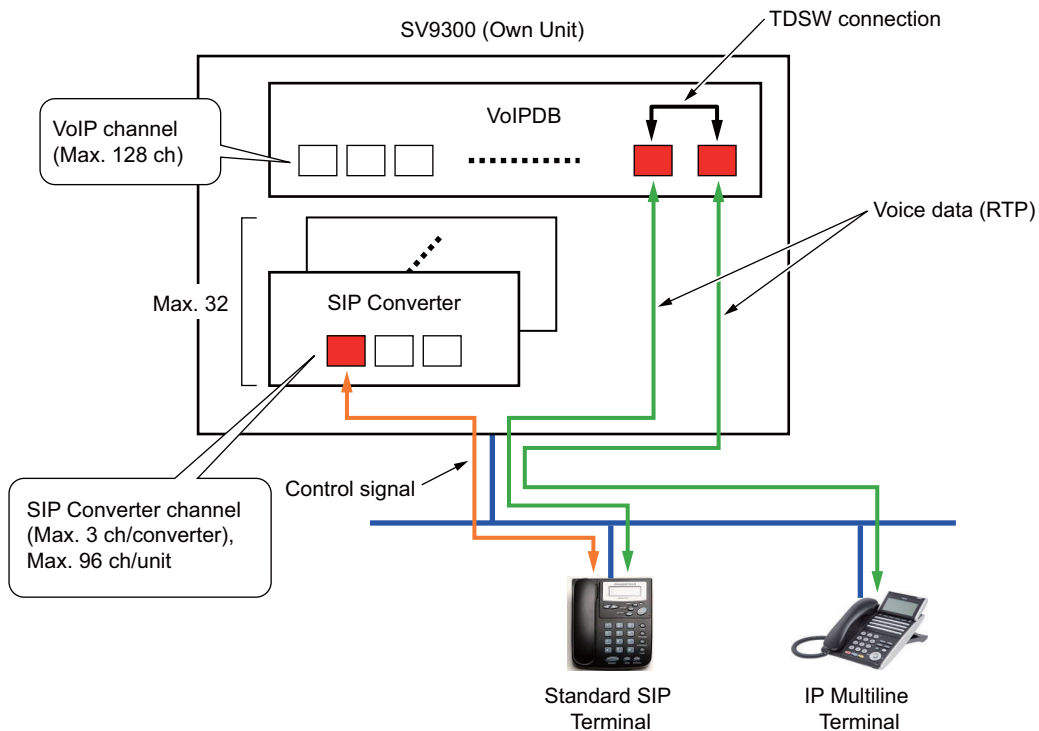 TDSW connection
SV9300 (Own Unit)
VoIPDB
VoIP channel
(Max. 128 ch)
Voice data (RTP)
Max. 32
SIP Converter
Control signal
SIP Converter channel
(Max. 3 ch/converter),
Max. 96 ch/unit
Standard SIP
Terminal
IP Multiline
Terminal